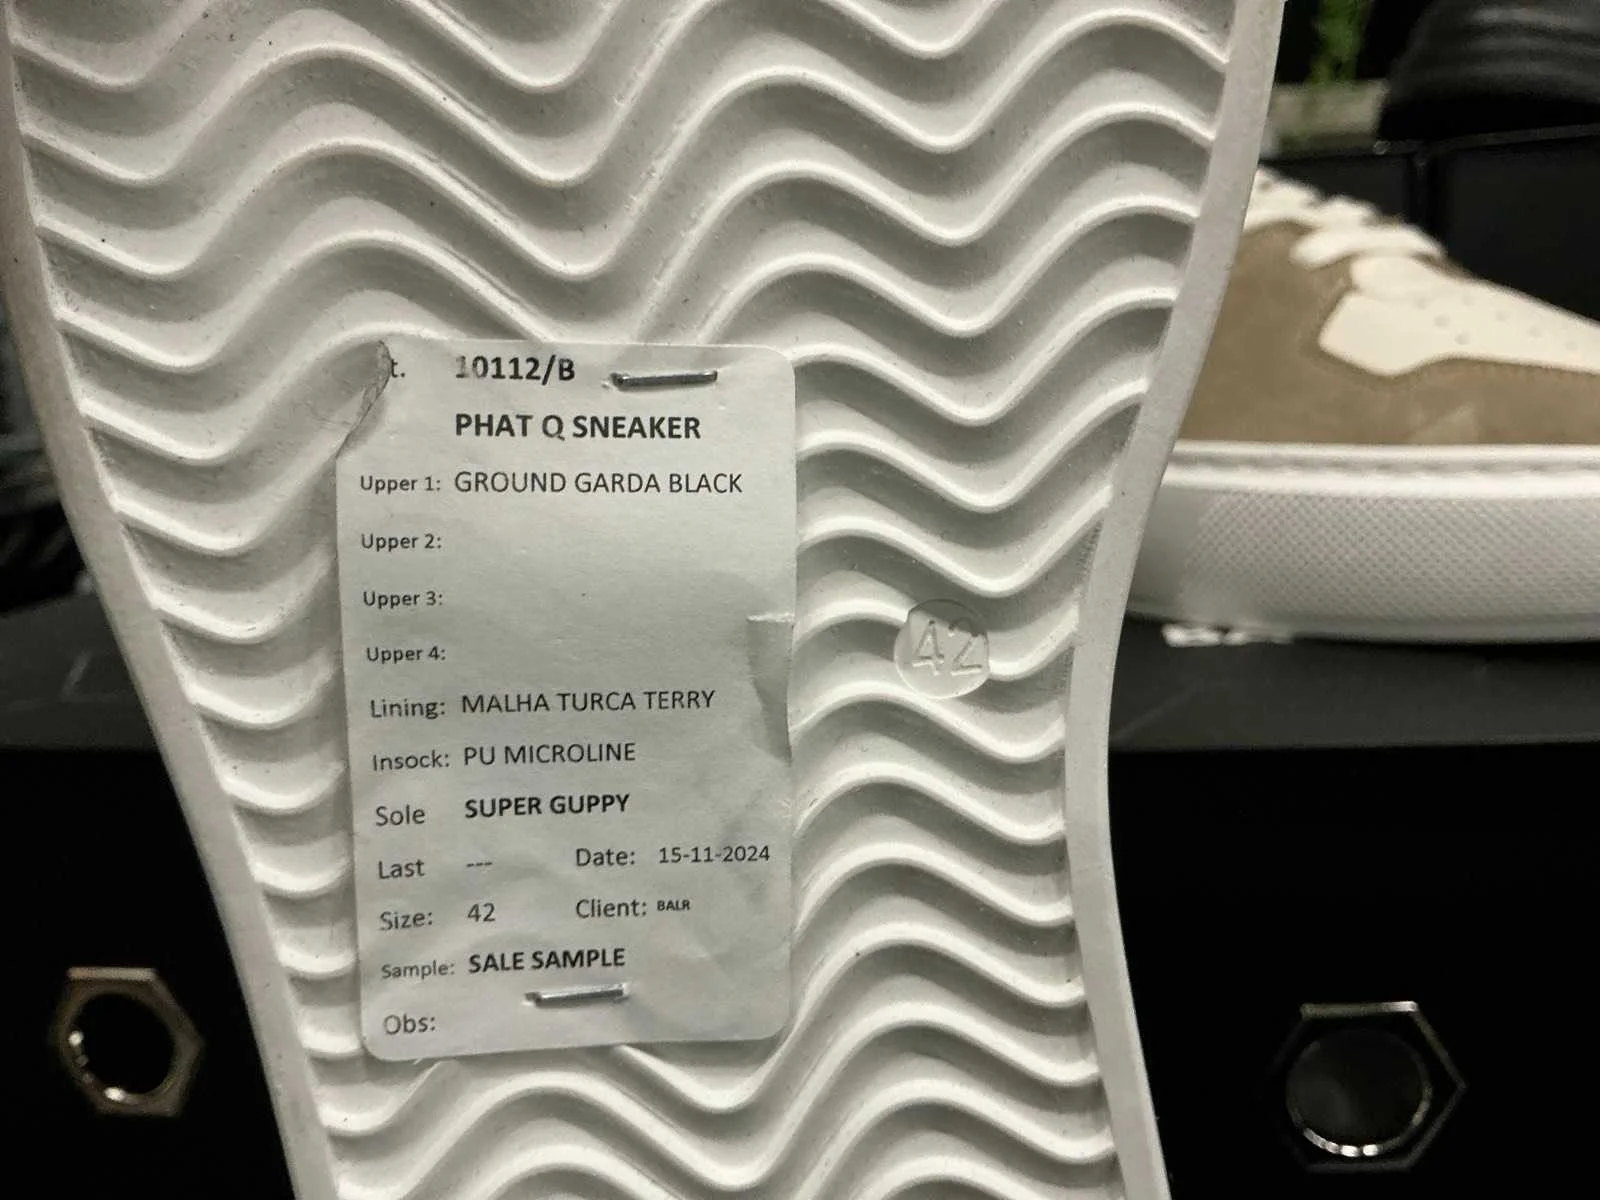 t. 10112/B
PHAT Q SNEAKER
Upper 1: GROUND GARDA BLACK
Upper 2:
Upper 3:
Upper 4:
Lining: MALHA TURCA TERRY
Insock: PU MICROLINE
Sole SUPER GUPPY
Last --- Date: 15-11-2024
Size: 42 Client: BALR
Sample: SALE SAMPLE
Obs:
42